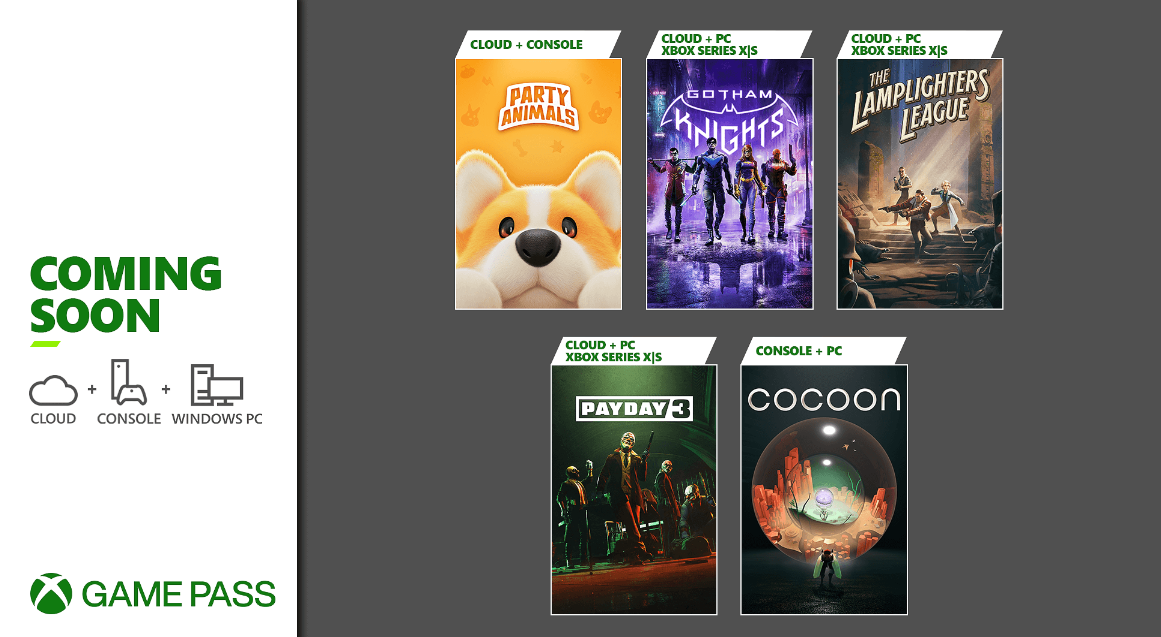 COMING
SOON
CLOUD + CONSOLE + WINDOWS PC
GAME PASS
CLOUD + CONSOLE
PARTY
ANIMALS
CLOUD + PC
XBOX SERIES X|S
GOTHAM
KNIGHTS
CLOUD + PC
XBOX SERIES X|S
THE
LAMPLIGHTERS
LEAGUE
CLOUD + PC
XBOX SERIES X|S
PAYDAY 3
CONSOLE + PC
COCOON